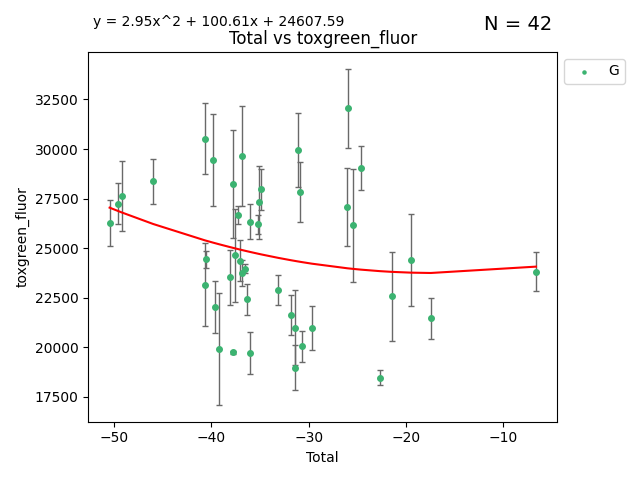 y = 2.95x^2 + 100.61x + 24607.59
N = 42
Total vs toxgreen_fluor
G
toxgreen_fluor
32500
30000
27500
25000
22500
20000
17500
−50 −40 −30 −20 −10
Total